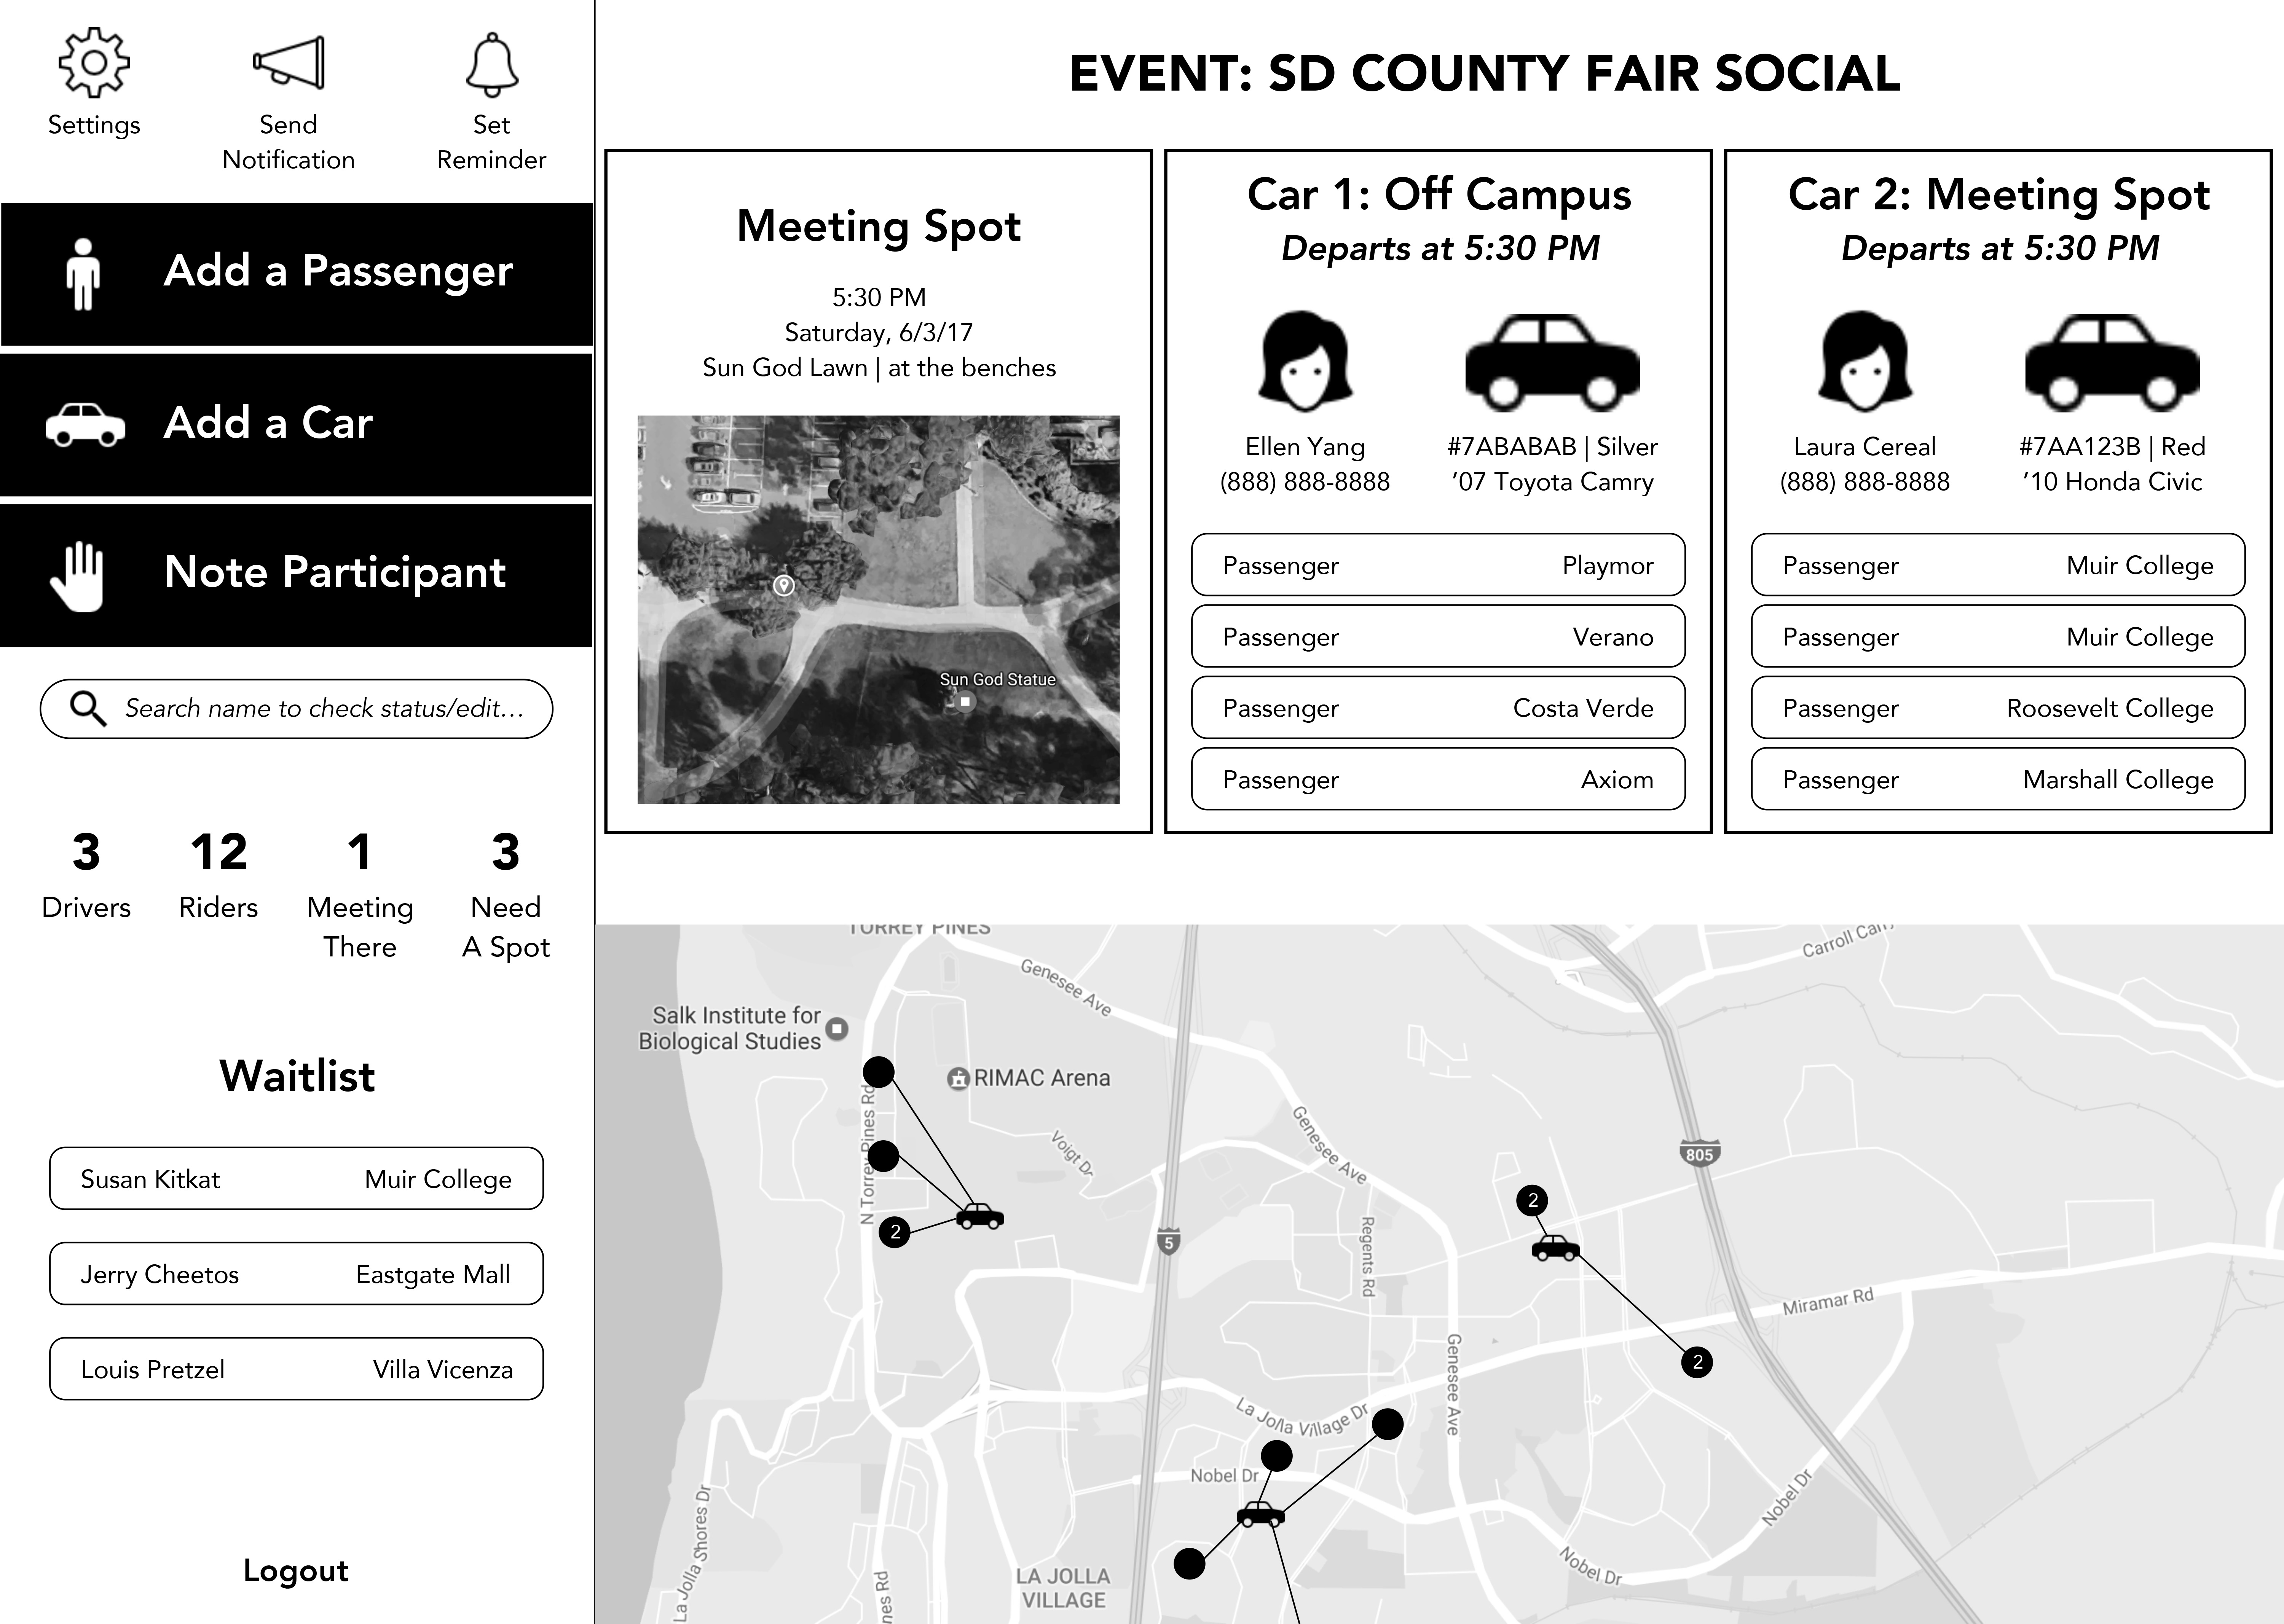 Settings
Send
Notification
Set
Reminder
Add a Passenger
Add a Car
Note Participant
Search name to check status/edit...
3
Drivers
12
Riders
1
Meeting
There
3
Need
A Spot
Waitlist
Susan Kitkat Muir College
Jerry Cheetos Eastgate Mall
Louis Pretzel Villa Vicenza
Logout
EVENT: SD COUNTY FAIR SOCIAL
Meeting Spot
5:30 PM
Saturday, 6/3/17
Sun God Lawn | at the benches
Sun God Statue
Car 1: Off Campus
Departs at 5:30 PM
Ellen Yang
(888) 888-8888
#7ABABAB | Silver
'07 Toyota Camry
Passenger Playmor
Passenger Verano
Passenger Costa Verde
Passenger Axiom
Car 2: Meeting Spot
Departs at 5:30 PM
Laura Cereal
(888) 888-8888
#7AA123B | Red
'10 Honda Civic
Passenger Muir College
Passenger Muir College
Passenger Roosevelt College
Passenger Marshall College
TORREY PINES
Genesee Ave
Carroll Can
Salk Institute for
Biological Studies
RIMAC Arena
N Torrey Pines Rd
Voigt Dr
Genesee Ave
805
2
2
5
Regents Rd
Miramar Rd
Genesee Ave
2
La Jolla Village Dr
Nobel Dr
Nobel Dr
La Jolla Shores Dr
nes Rd
LA JOLLA
VILLAGE
Nobel Dr